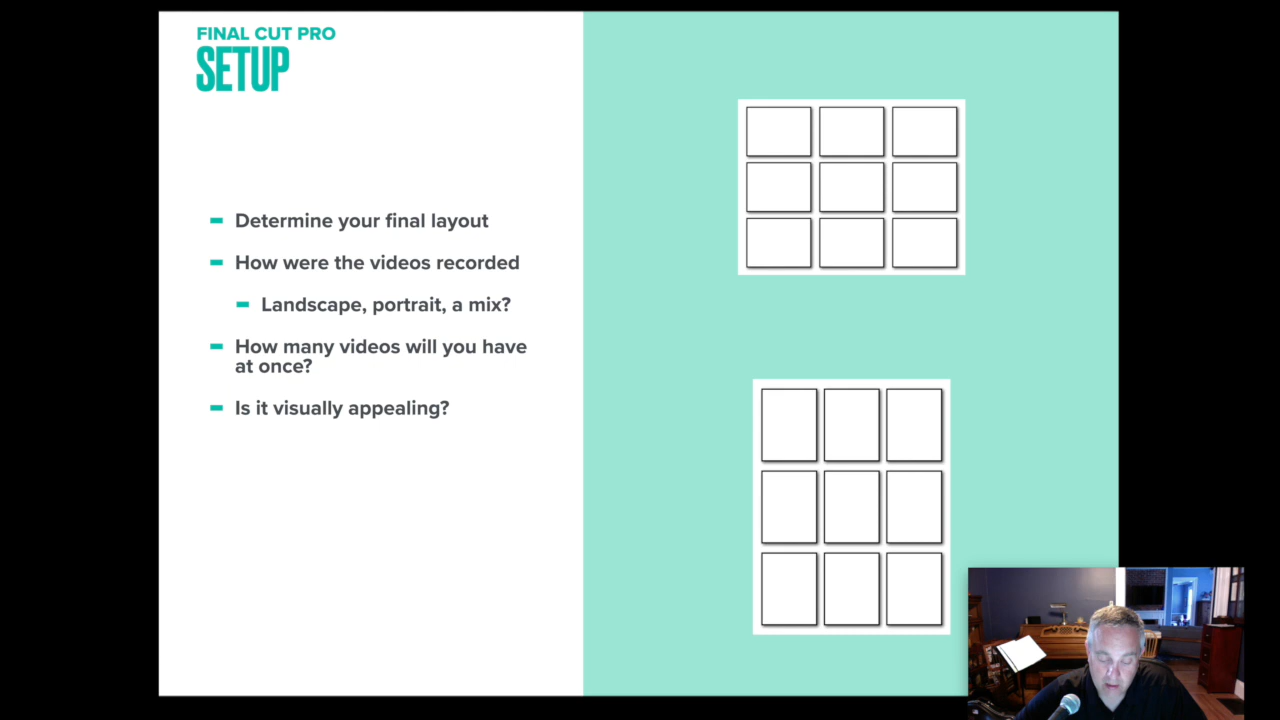 FINAL CUT PRO
SETUP
Determine your final layout
How were the videos recorded
Landscape, portrait, a mix?
How many videos will you have
at once?
Is it visually appealing?